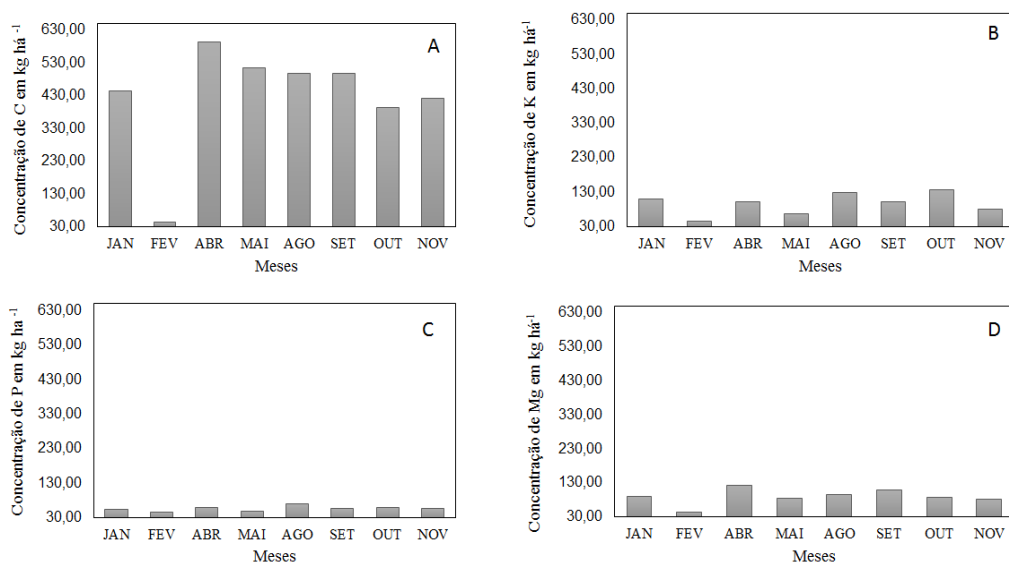 Concentração de C em kg há -1
630,00
530,00
430,00
330,00
230,00
130,00
30,00
A
JAN FEV ABR MAI AGO SET OUT NOV
Meses
Concentração de K em kg há-1
630,00
530,00
430,00
330,00
230,00
130,00
30,00
B
JAN FEV ABR MAI AGO SET OUT NOV
Meses
Concentração de P em kg ha -1
630,00
530,00
430,00
330,00
230,00
130,00
30,00
C
JAN FEV ABR MAI AGO SET OUT NOV
Meses
Concentração de Mg em kg há-1
630,00
530,00
430,00
330,00
230,00
130,00
30,00
D
JAN FEV ABR MAI AGO SET OUT NOV
Meses